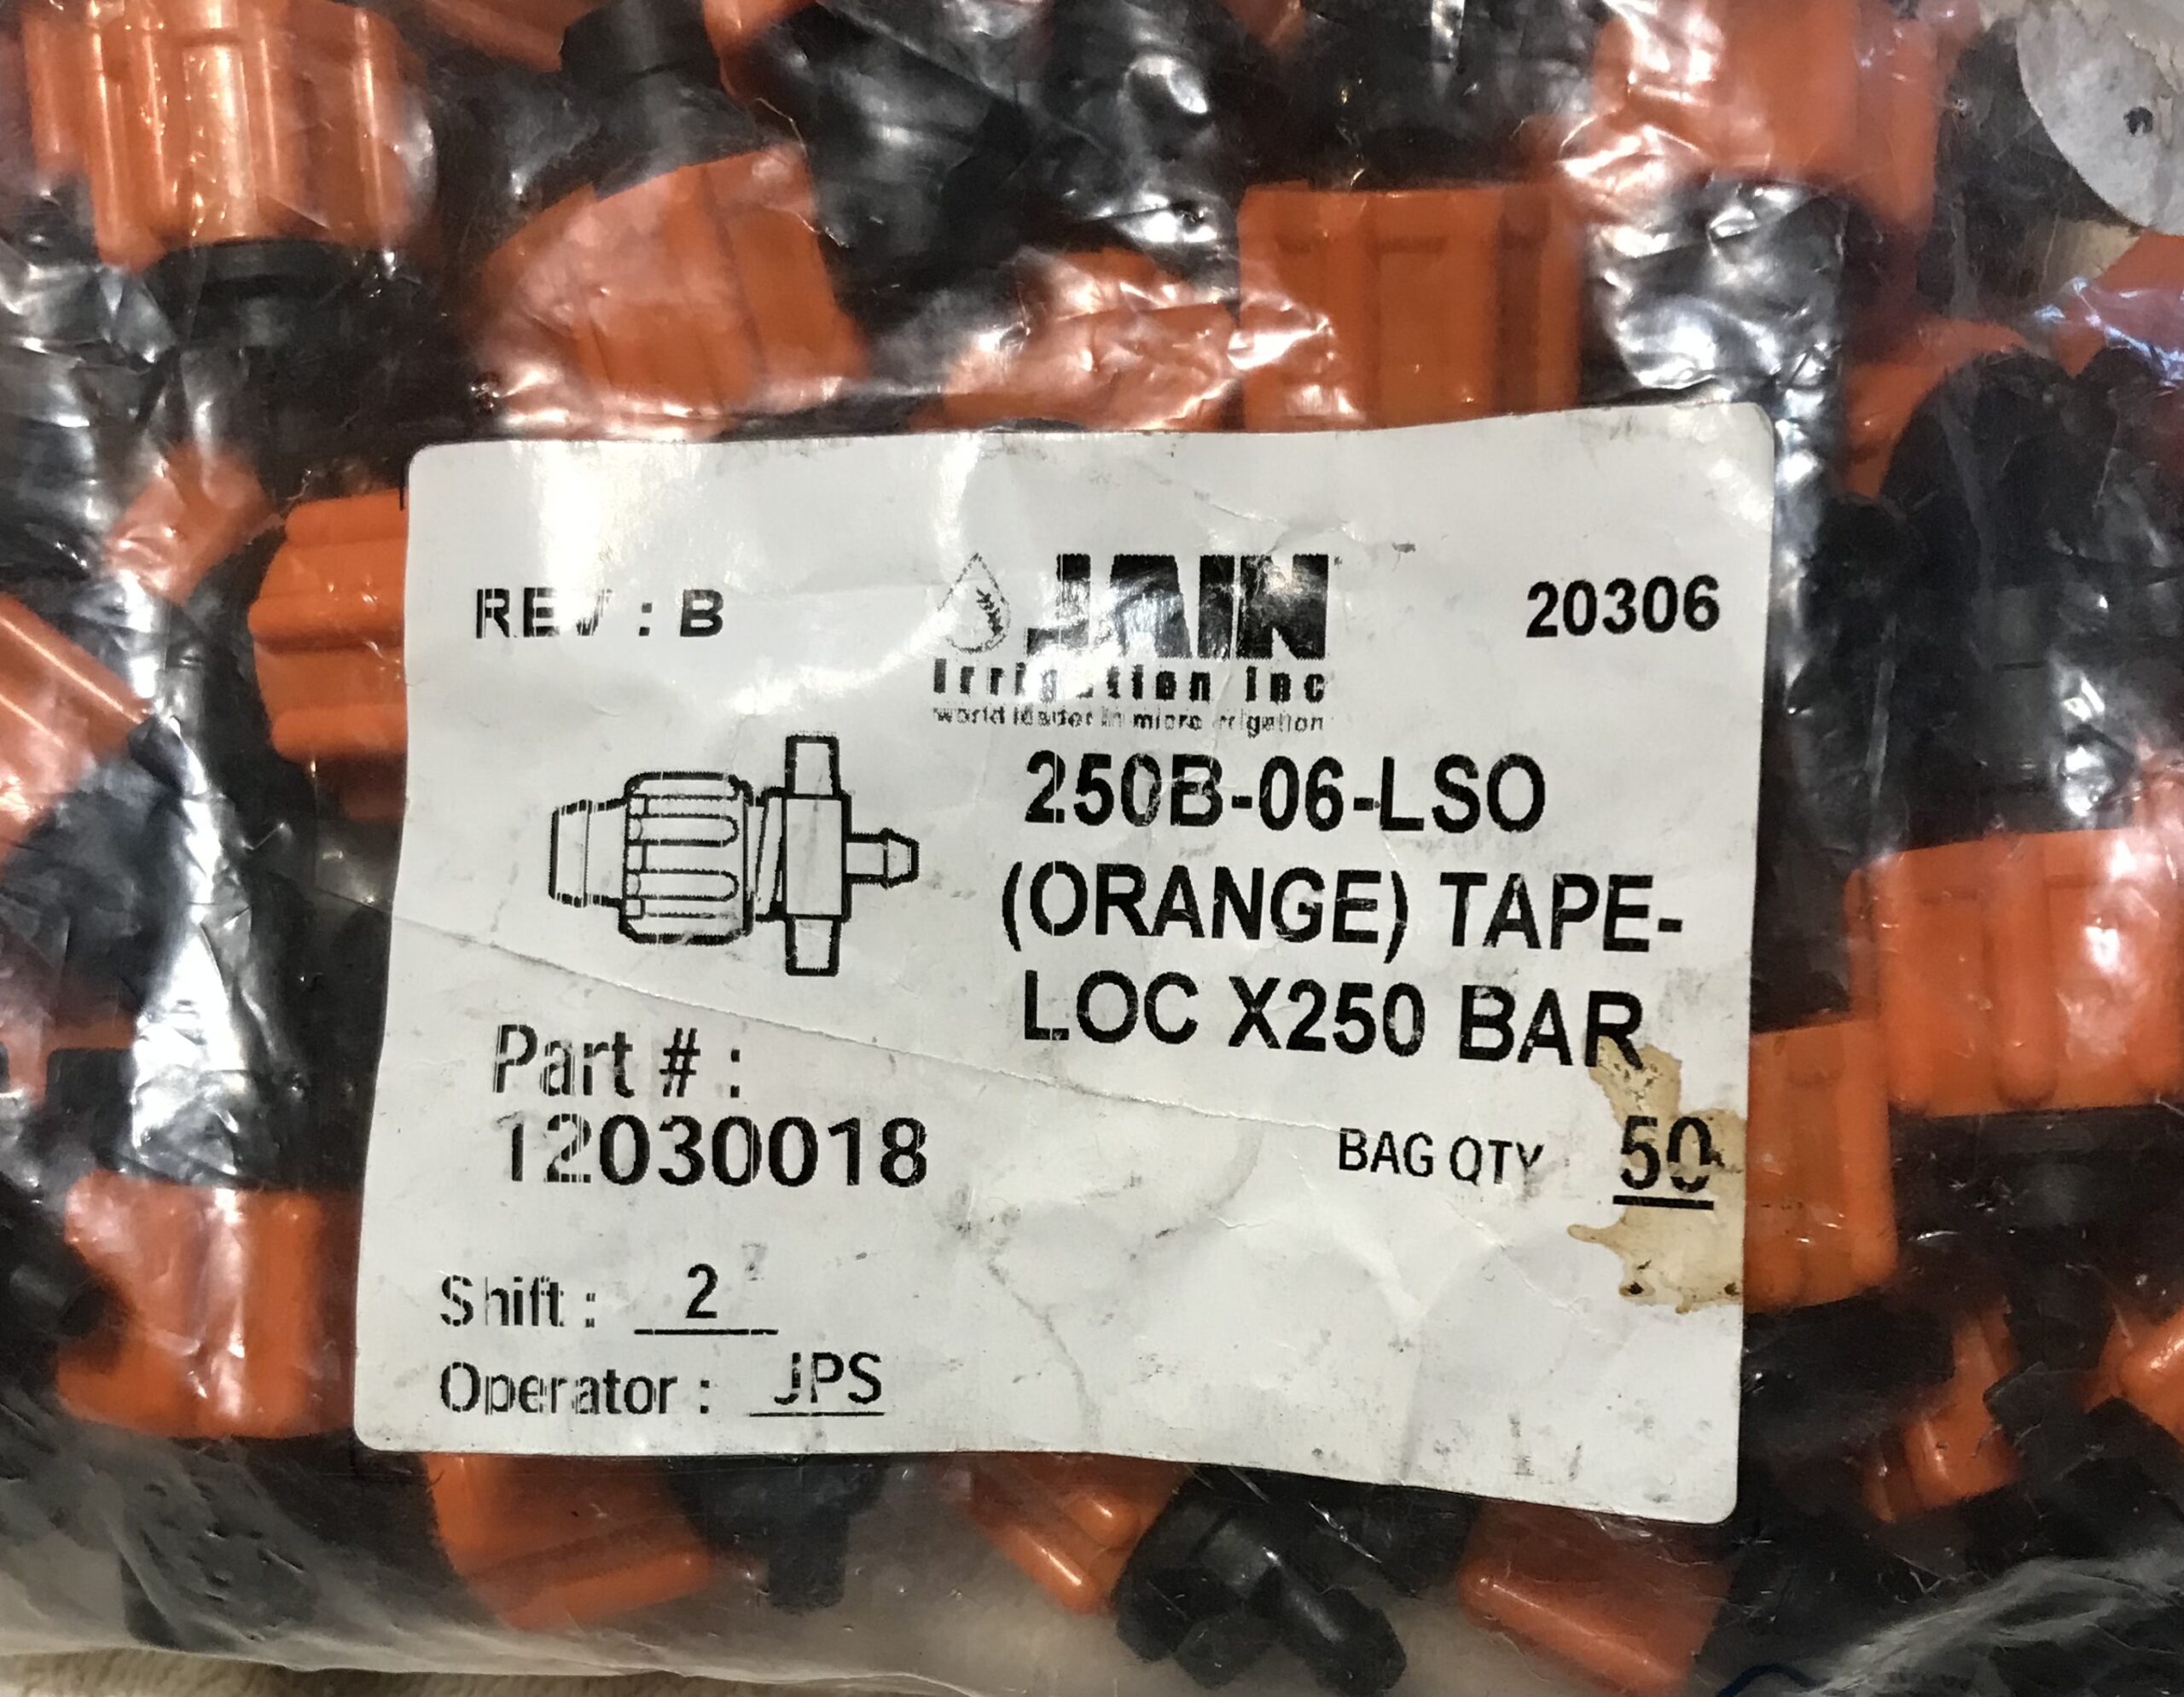 REV : B
JAIN
20306
Irrigation Inc
world leader in micro irrigation
250B-06-LSO
(ORANGE) TAPE-
LOC X250 BAR
Part # :
12030018
BAG QTY 50
Shift : 2
Operator : JPS